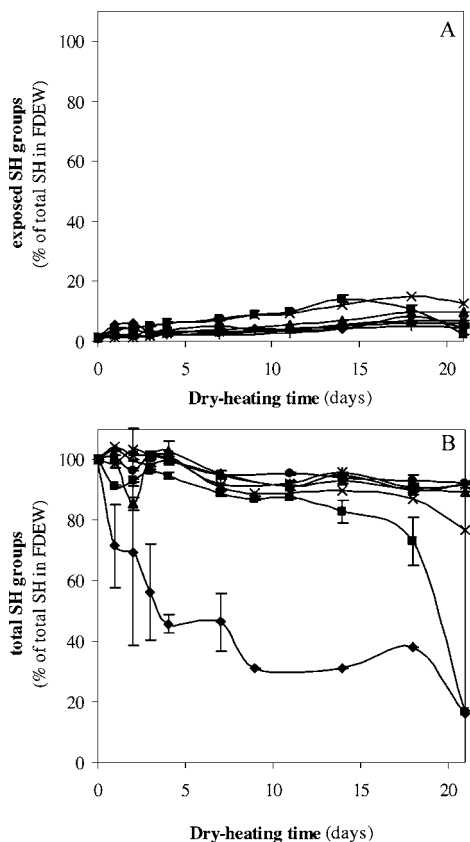 A
100
80
60
40
20
0
exposed SH groups
(% of total SH in FDEW)
0 5 10 15 20
Dry-heating time (days)
B
100
80
60
40
20
0
total SH groups
(% of total SH in FDEW)
0 5 10 15 20
Dry-heating time (days)